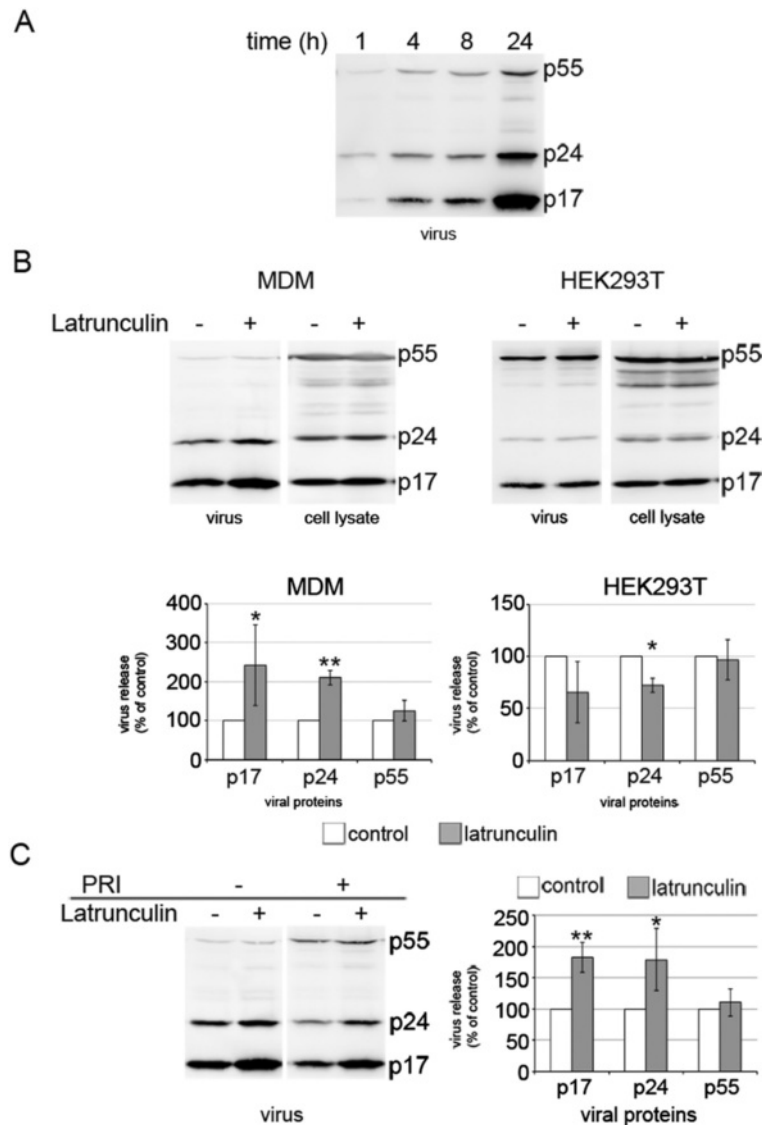 A
time (h) 1 4 8 24
p55
p24
p17
virus
B
MDM HEK293T
Latrunculin - + - + - + - +
p55 p55
p24 p24
p17 p17
virus cell lysate virus cell lysate
MDM
400
300
200
100
0
virus release
(% of control)
* **
p17 p24 p55
viral proteins
HEK293T
150
100
50
0
virus release
(% of control)
*
p17 p24 p55
viral proteins
control latrunculin
C
PRI - +
Latrunculin - + - +
p55
p24
p17
virus
control latrunculin
250
200
150
100
50
0
virus release
(% of control)
** *
p17 p24 p55
viral proteins